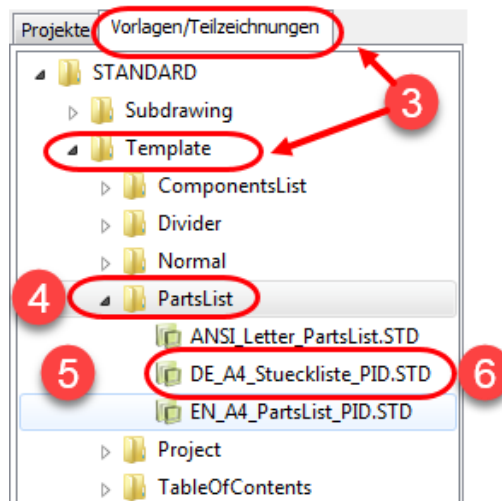 Projekte Vorlagen/Teilzeichnungen
STANDARD
3
Subdrawing
Template
ComponentsList
Divider
Normal
4 PartsList
ANSI_Letter_PartsList.STD
5 DE_A4_Stueckliste_PID.STD 6
EN_A4_PartsList_PID.STD
Project
TableOfContents